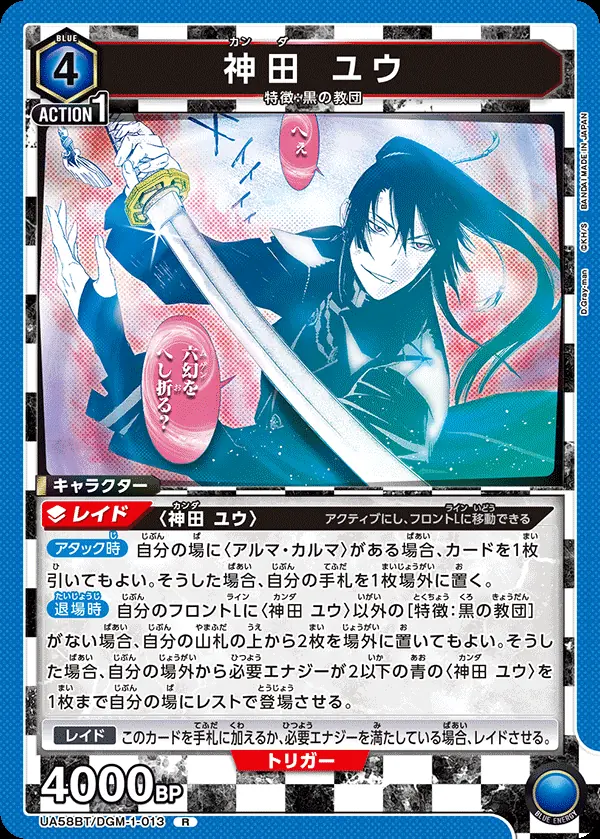 BLUE
4
ACTION 1
カンダ
神田 ユウ
特徴:黒の教団
へえ
六幻を
へし折る?
D.Gray-man ©KH/S BANDAI MADE IN JAPAN
キャラクター
レイド 〈神田 ユウ〉 アクティブにし、フロントLに移動できる
アタック時 自分の場に〈アルマ・カルマ〉がある場合、カードを1枚
引いてもよい。そうした場合、自分の手札を1枚場外に置く。
退場時 自分のフロントLに〈神田 ユウ〉以外の[特徴:黒の教団]
がない場合、自分の山札の上から2枚を場外に置いてもよい。そうし
た場合、自分の場外から必要エナジーが2以下の青の〈神田 ユウ〉を
1枚まで自分の場にレストで登場させる。
レイド このカードを手札に加えるか、必要エナジーを満たしている場合、レイドさせる。
トリガー
4000BP
BLUE ENERGY
UA58BT/DGM-1-013 R